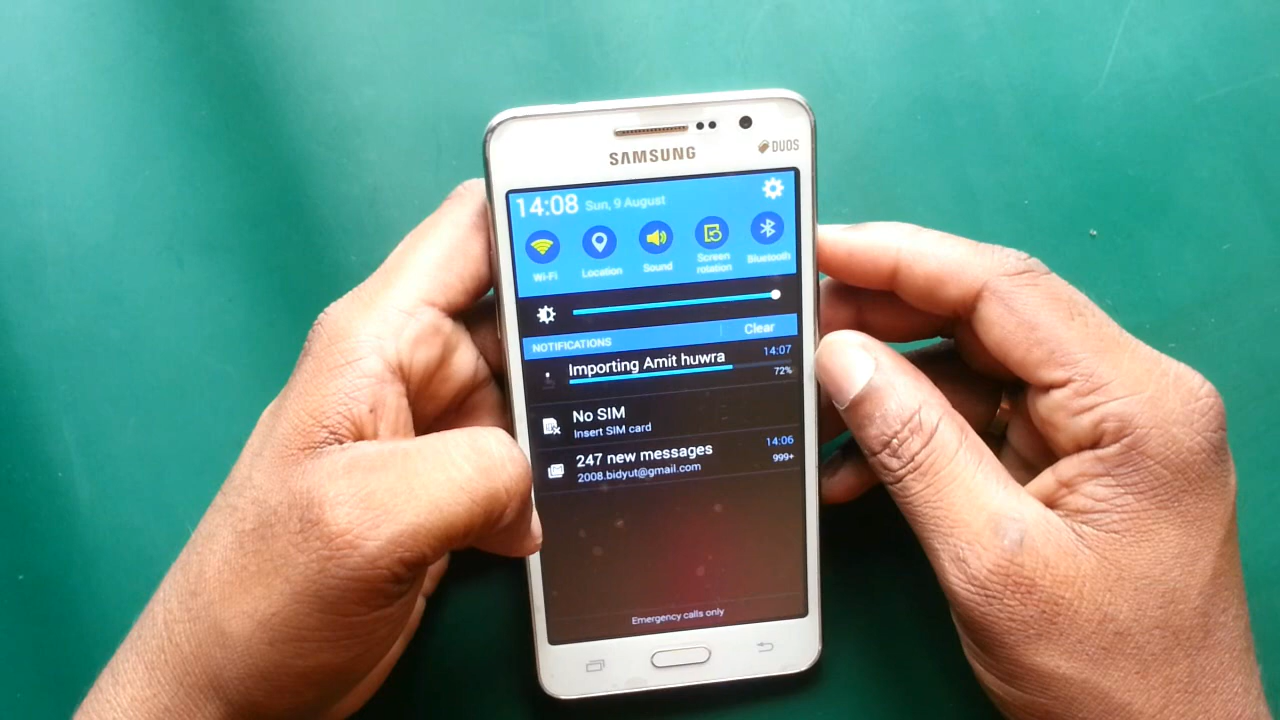 SAMSUNG
DUOS
14:08 Sun, 9 August
Wi-Fi
Location
Sound
Screen rotation
Bluetooth
NOTIFICATIONS
Clear
Importing Amit huwra 14:07
72%
No SIM
Insert SIM card
247 new messages 14:06
2008.bidyut@gmail.com 999+
Emergency calls only